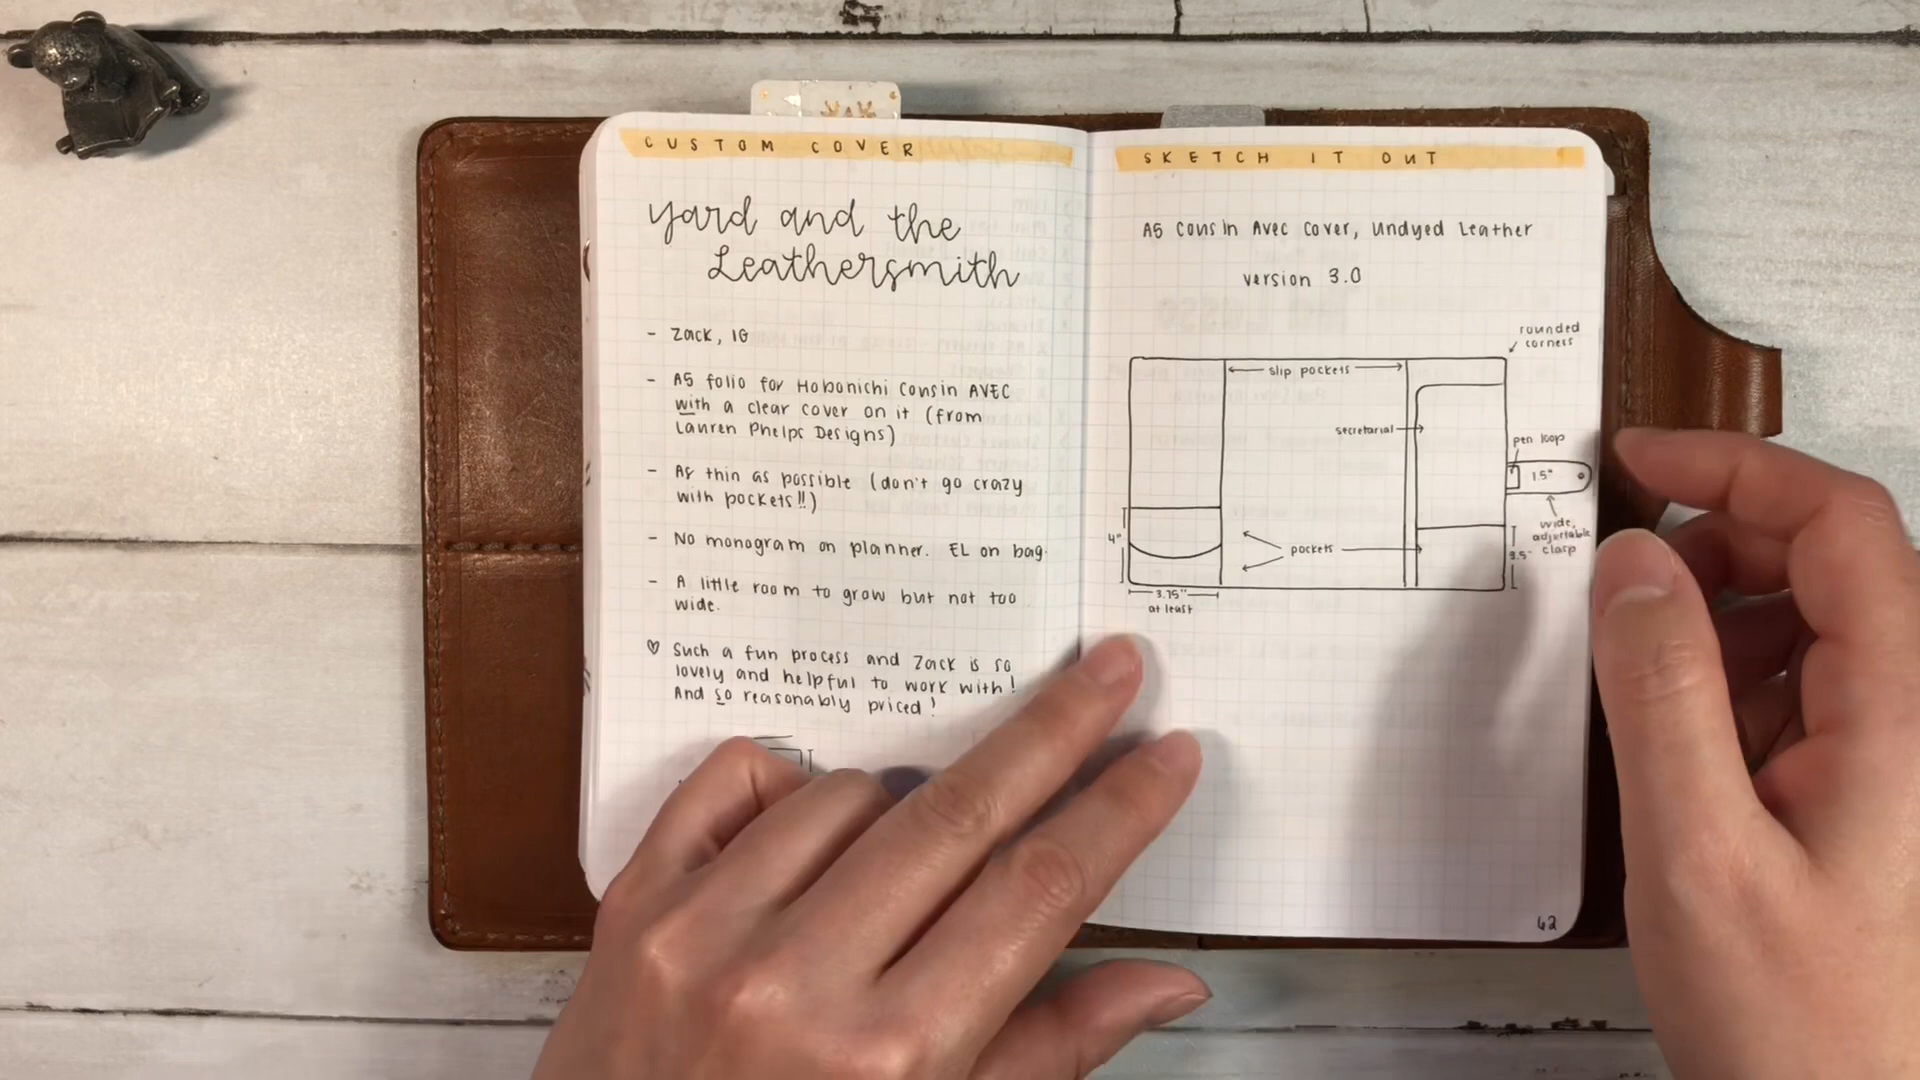 CUSTOM COVER
Yard and the
Leathersmith
- Zack, IG
- A5 folio for Hobonichi Cousin AVEC
with a clear cover on it (from
Lauren Phelps Designs)
- As thin as possible (don't go crazy
with pockets!!)
- No monogram on planner. EL on bag.
- A little room to grow but not too
wide.
♡ Such a fun process and Zack is so
lovely and helpful to work with!
And so reasonably priced!
SKETCH IT OUT
A5 Cousin Avec Cover, Undyed Leather
version 3.0
rounded
corners
slip pockets
secretarial
pen loop
1.5"
wide,
adjustable
clasp
4"
pockets
3.5"
3.75"
at least
62